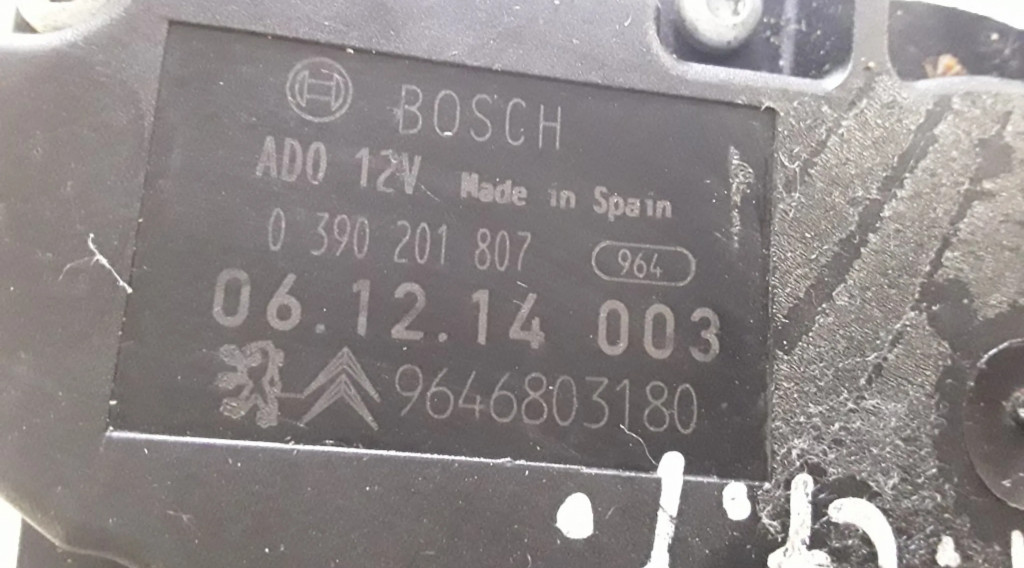 BOSCH
ADO 12V Made in Spain
0 390 201 807 964
06.12.14 003
9646803180